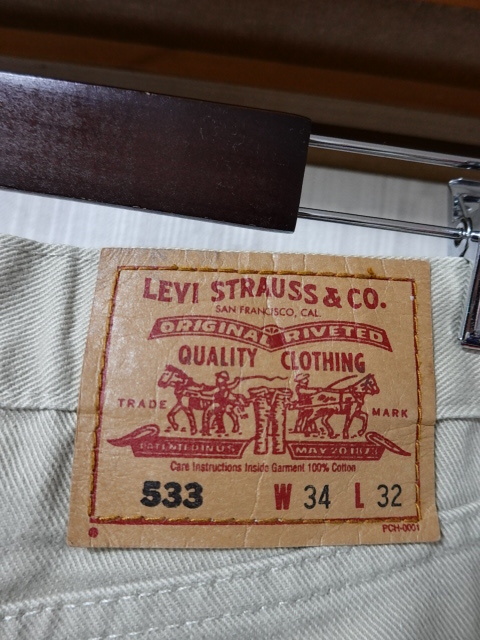 LEVI STRAUSS & CO.
SAN FRANCISCO, CAL.
ORIGINAL RIVETED
QUALITY CLOTHING
TRADE MARK
PATENTED IN U.S. MAY 20 1873
Care Instructions Inside Garment 100% Cotton
533 W 34 L 32
PCH-0001